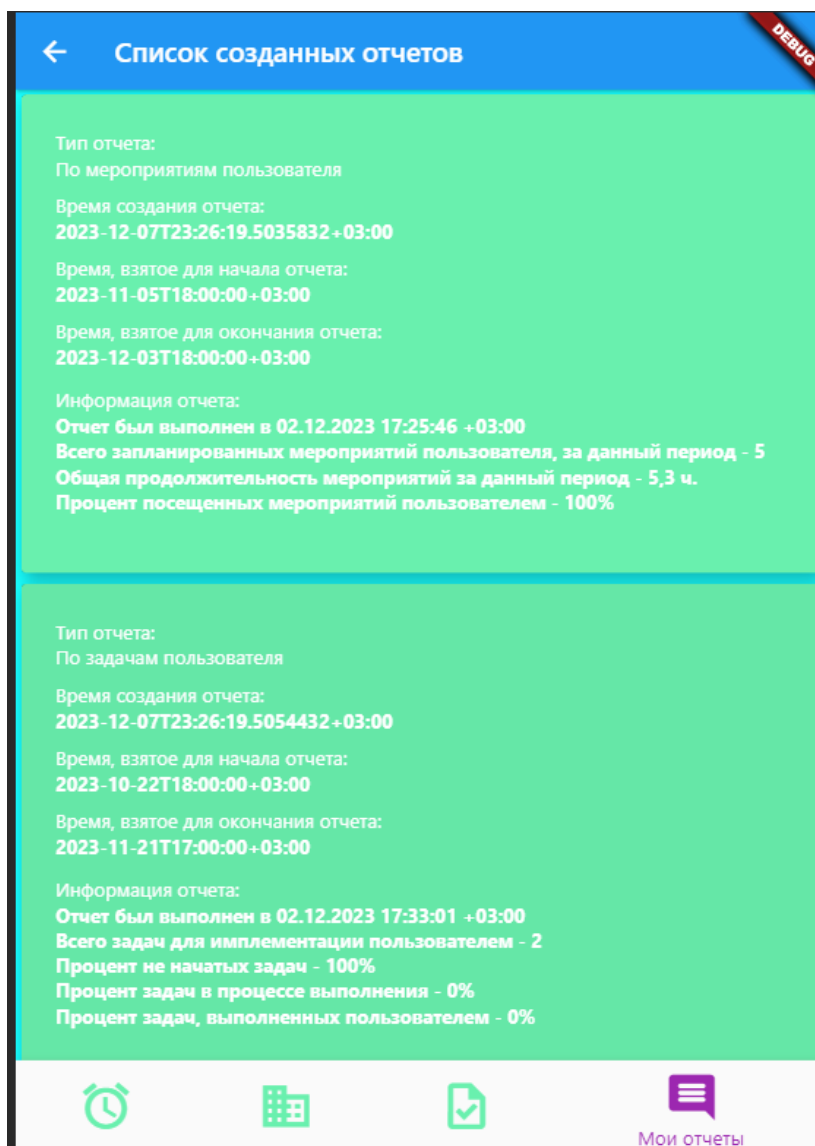 Список созданных отчетов
DEBUG
Тип отчета:
По мероприятиям пользователя
Время создания отчета:
2023-12-07T23:26:19.5035832+03:00
Время, взятое для начала отчета:
2023-11-05T18:00:00+03:00
Время, взятое для окончания отчета:
2023-12-03T18:00:00+03:00
Информация отчета:
Отчет был выполнен в 02.12.2023 17:25:46 +03:00
Всего запланированных мероприятий пользователя, за данный период - 5
Общая продолжительность мероприятий за данный период - 5,3 ч.
Процент посещенных мероприятий пользователем - 100%
Тип отчета:
По задачам пользователя
Время создания отчета:
2023-12-07T23:26:19.5054432+03:00
Время, взятое для начала отчета:
2023-10-22T18:00:00+03:00
Время, взятое для окончания отчета:
2023-11-21T17:00:00+03:00
Информация отчета:
Отчет был выполнен в 02.12.2023 17:33:01 +03:00
Всего задач для имплементации пользователем - 2
Процент не начатых задач - 100%
Процент задач в процессе выполнения - 0%
Процент задач, выполненных пользователем - 0%
Мои отчеты